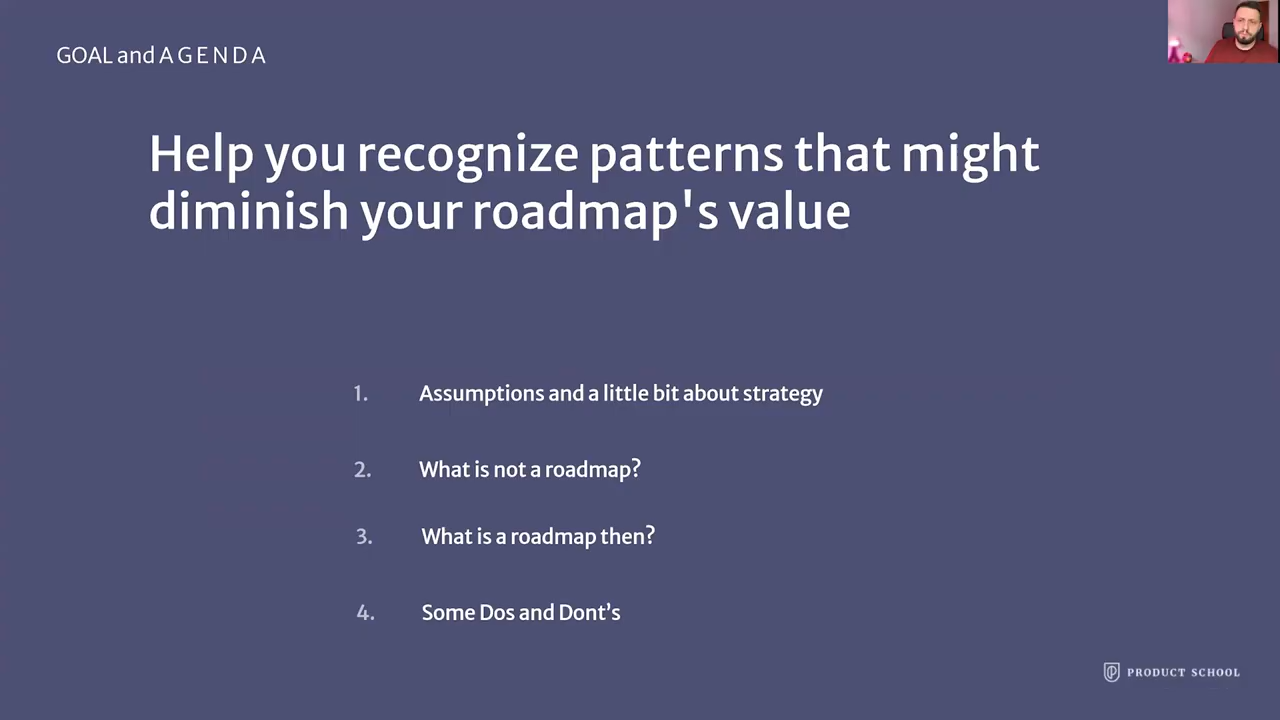 GOAL and AGENDA
Help you recognize patterns that might
diminish your roadmap's value
1. Assumptions and a little bit about strategy
2. What is not a roadmap?
3. What is a roadmap then?
4. Some Dos and Dont’s
PRODUCT SCHOOL